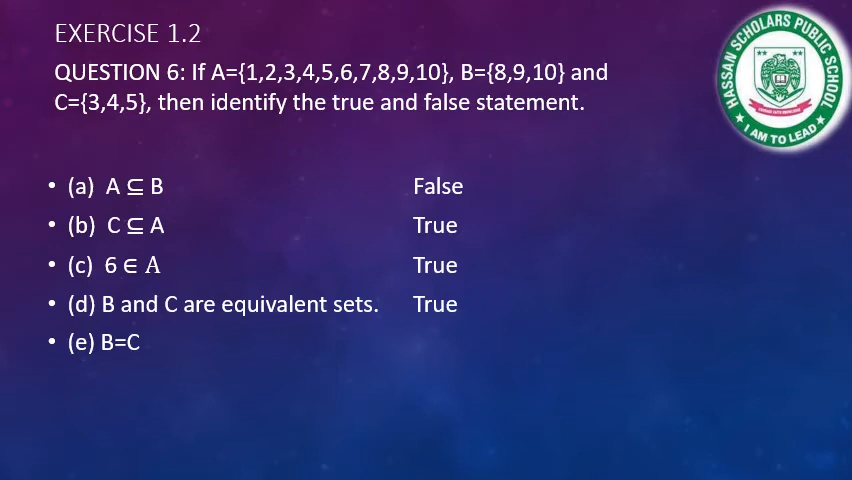 EXERCISE 1.2
QUESTION 6: If A={1,2,3,4,5,6,7,8,9,10}, B={8,9,10} and
C={3,4,5}, then identify the true and false statement.
• (a) A ⊆ B False
• (b) C ⊆ A True
• (c) 6 ∈ A True
• (d) B and C are equivalent sets. True
• (e) B=C
HASSAN SCHOLARS PUBLIC SCHOOL
★ I AM TO LEAD ★